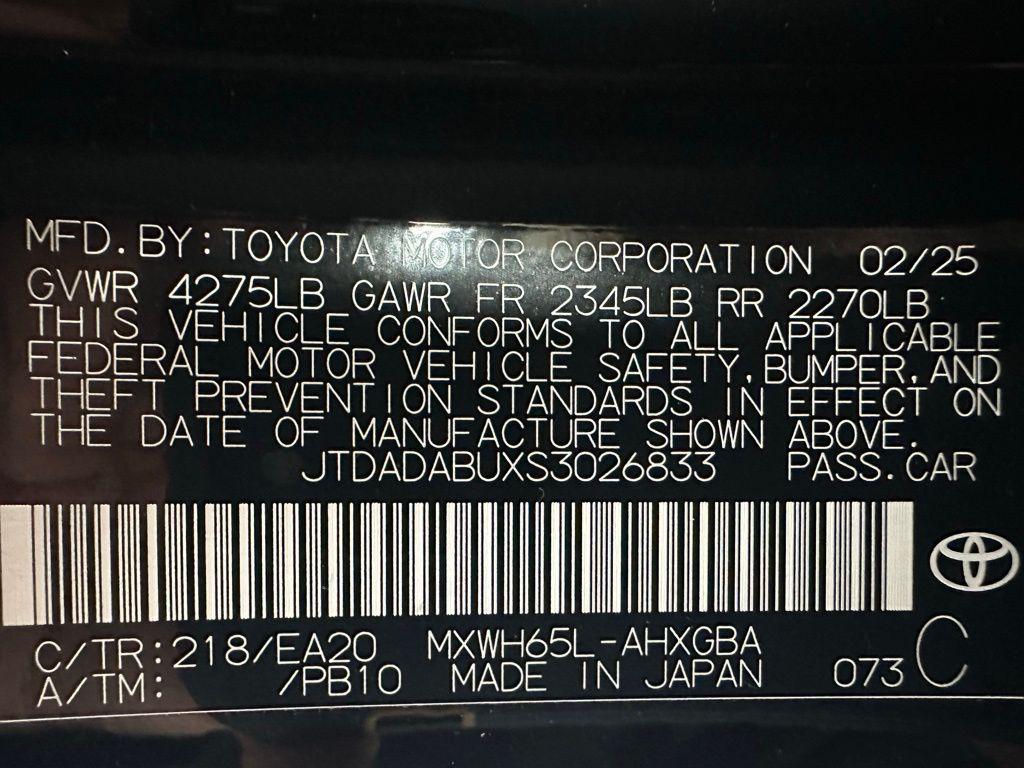 MFD.BY:TOYOTA MOTOR CORPORATION 02/25
GVWR 4275LB GAWR FR 2345LB RR 2270LB
THIS VEHICLE CONFORMS TO ALL APPLICABLE
FEDERAL MOTOR VEHICLE SAFETY,BUMPER,AND
THEFT PREVENTION STANDARDS IN EFFECT ON
THE DATE OF MANUFACTURE SHOWN ABOVE.
JTDADABUXS3026833 PASS.CAR
C/TR:218/EA20 MXWH65L-AHXGBA
A/TM: /PB10 MADE IN JAPAN 073 C